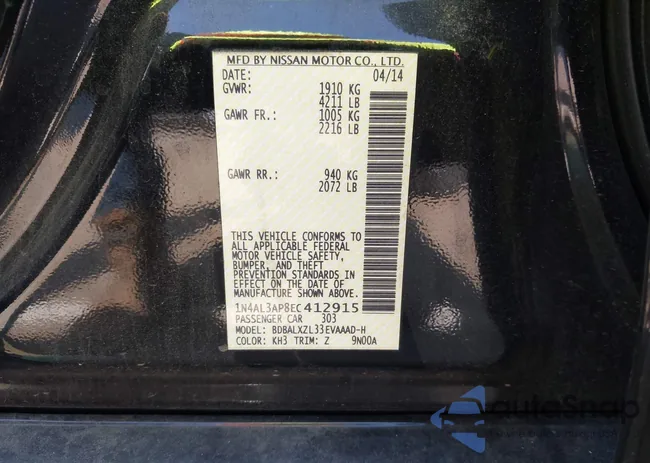 MFD BY NISSAN MOTOR CO., LTD.
DATE: 04/14
GVWR: 1910 KG
4211 LB
GAWR FR.: 1005 KG
2216 LB
GAWR RR.: 940 KG
2072 LB
THIS VEHICLE CONFORMS TO
ALL APPLICABLE FEDERAL
MOTOR VEHICLE SAFETY,
BUMPER, AND THEFT
PREVENTION STANDARDS IN
EFFECT ON THE DATE OF
MANUFACTURE SHOWN ABOVE.
1N4AL3AP8EC412915
PASSENGER CAR 303
MODEL: BDBALXZL33EVAAAD-H
COLOR: KH3 TRIM: Z 9N00A
autoSnap